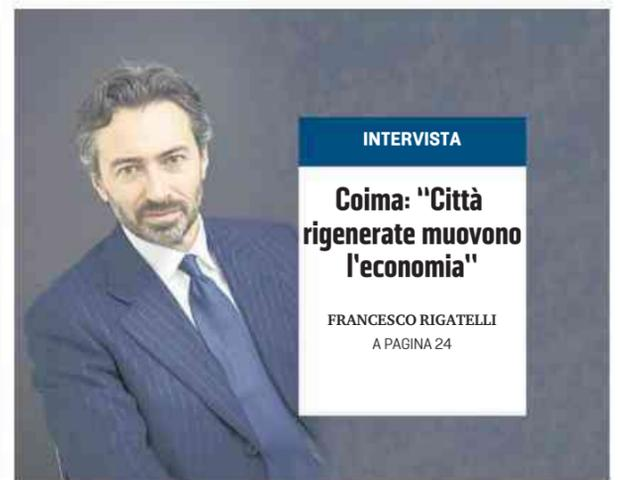 INTERVISTA
Coima: "Città
rigenerate muovono
l'economia"
FRANCESCO RIGATELLI
A PAGINA 24